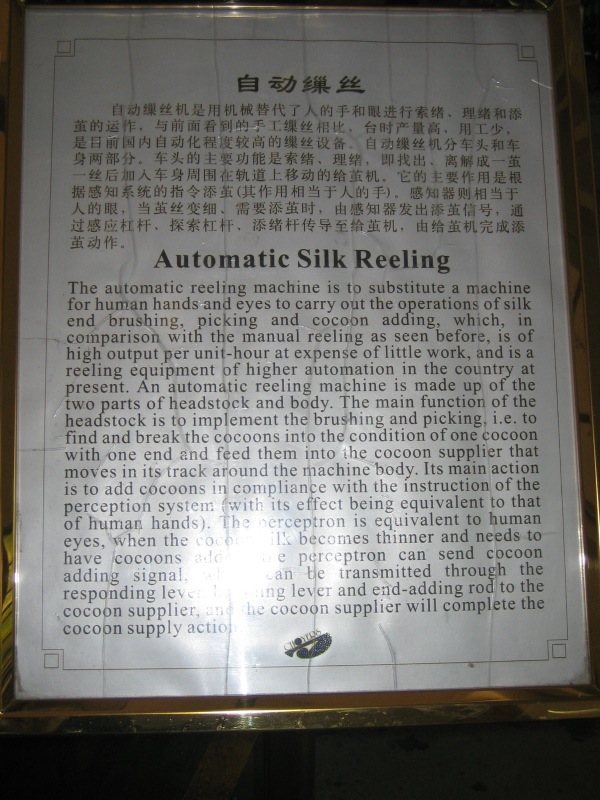 自动缫丝
自动缫丝机是用机械替代了人的手和眼进行索绪、理绪和添
茧的运作，与前面看到的手工缫丝相比，台时产量高，用工少，
是目前国内自动化程度较高的缫丝设备。自动缫丝机分车头和车
身两部分。车头的主要功能是索绪、理绪，即找出、离解成一茧
一丝后加入车身周围在轨道上移动的给茧机。它的主要作用是根
据感知系统的指令添茧(其作用相当于人的手)。感知器则相当于
人的眼，当茧丝变细、需要添茧时，由感知器发出添茧信号，通
过感应杠杆、探索杠杆、添绪杆传导至给茧机，由给茧机完成添
茧动作。
Automatic Silk Reeling
The automatic reeling machine is to substitute a machine
for human hands and eyes to carry out the operations of silk
end brushing, picking and cocoon adding, which, in
comparison with the manual reeling as seen before, is of
high output per unit-hour at expense of little work, and is a
reeling equipment of higher automation in the country at
present. An automatic reeling machine is made up of the
two parts of headstock and body. The main function of the
headstock is to implement the brushing and picking, i.e. to
find and break the cocoons into the condition of one cocoon
with one end and feed them into the cocoon supplier that
moves in its track around the machine body. Its main action
is to add cocoons in compliance with the instruction of the
perception system (with its effect being equivalent to that
of human hands). The perceptron is equivalent to human
eyes, when the cocoon silk becomes thinner and needs to
have cocoons perceptron can send cocoon
adding signal, can be transmitted through the
responding lever lever and end-adding rod to the
cocoon supplier, and the cocoon supplier will complete the
cocoon supply action